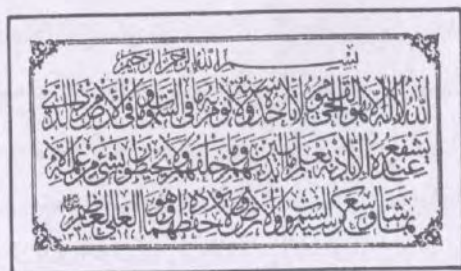 بسم الله الرحمن الرحيم
الله لا إله إلا هو الحي القيوم لا تأخذه سنة ولا نوم له ما في السموات وما في الأرض من ذا الذي
يشفع عنده إلا بإذنه يعلم ما بين أيديهم وما خلفهم ولا يحيطون بشيء من علمه إلا
بما شاء وسع كرسيه السموات والأرض ولا يؤده حفظهما وهو العلي العظيم